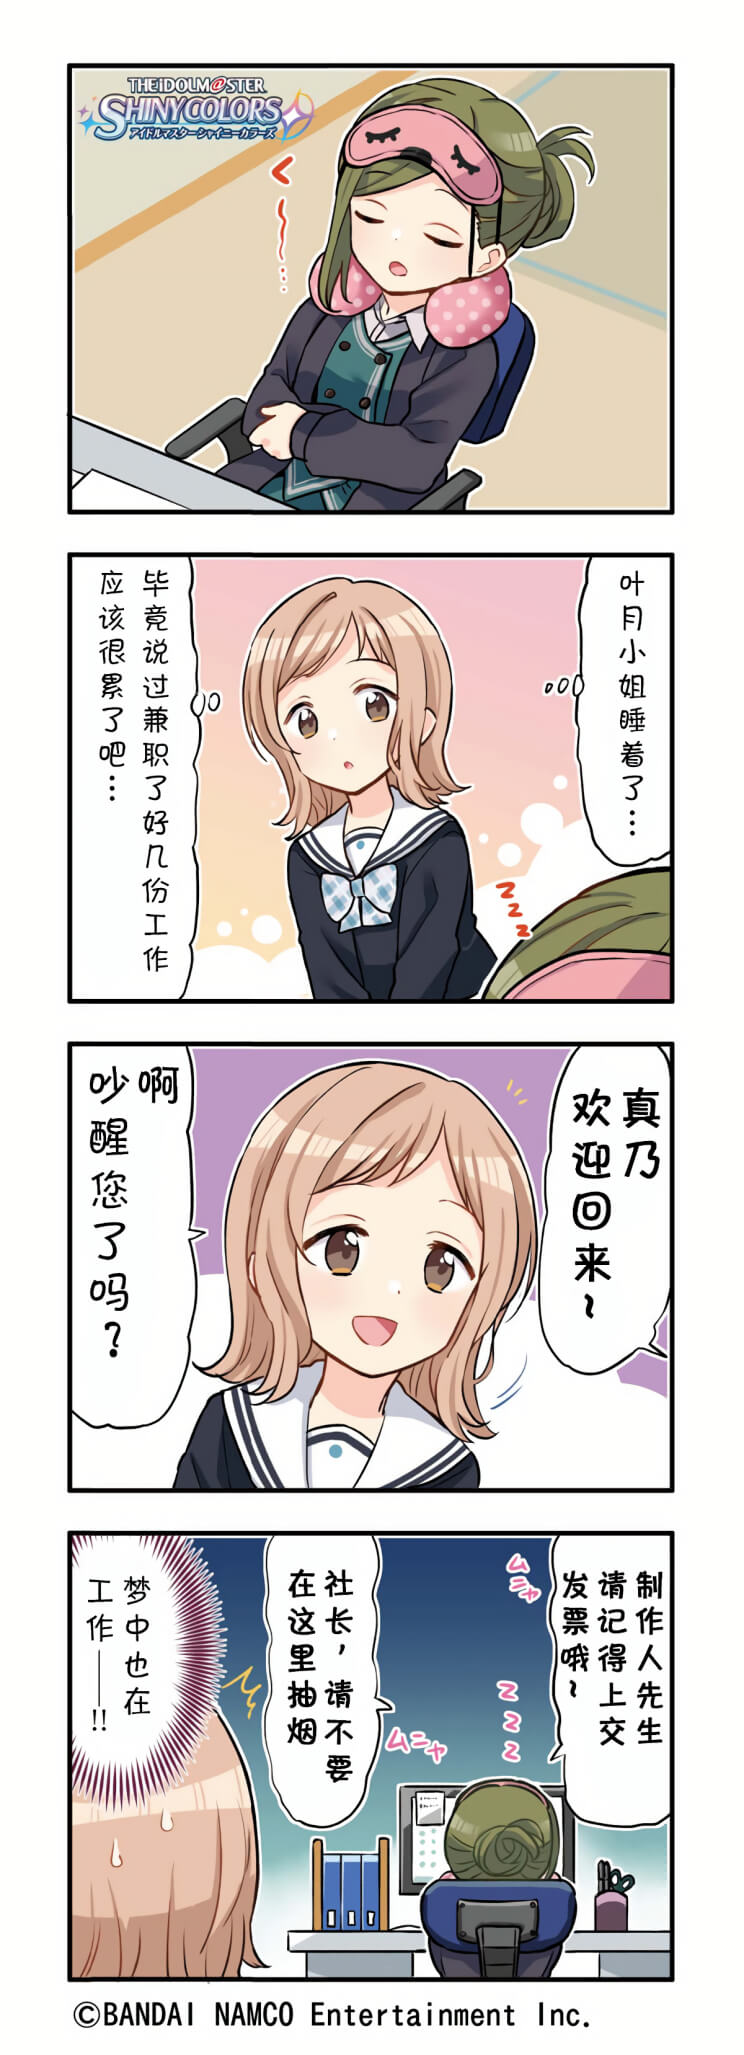 THE iDOLM@STER
SHINYCOLORS
アイドルマスターシャイニーカラーズ
く
叶月小姐睡着了…
毕竟说过兼职了好几份工作
应该很累了吧…
z
z
z
真乃
欢迎回来~
啊
吵醒您了吗？
制作人先生
请记得上交
发票哦~
ムニャ
z
z
z
社长，请不要
在这里抽烟
ムニャ
梦中也在
工作——!!
©BANDAI NAMCO Entertainment Inc.